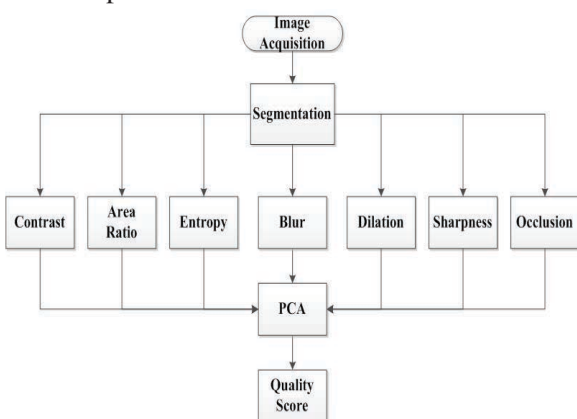 Image
Acquisition
Segmentation
Contrast
Area
Ratio
Entropy
Blur
Dilation
Sharpness
Occlusion
PCA
Quality
Score